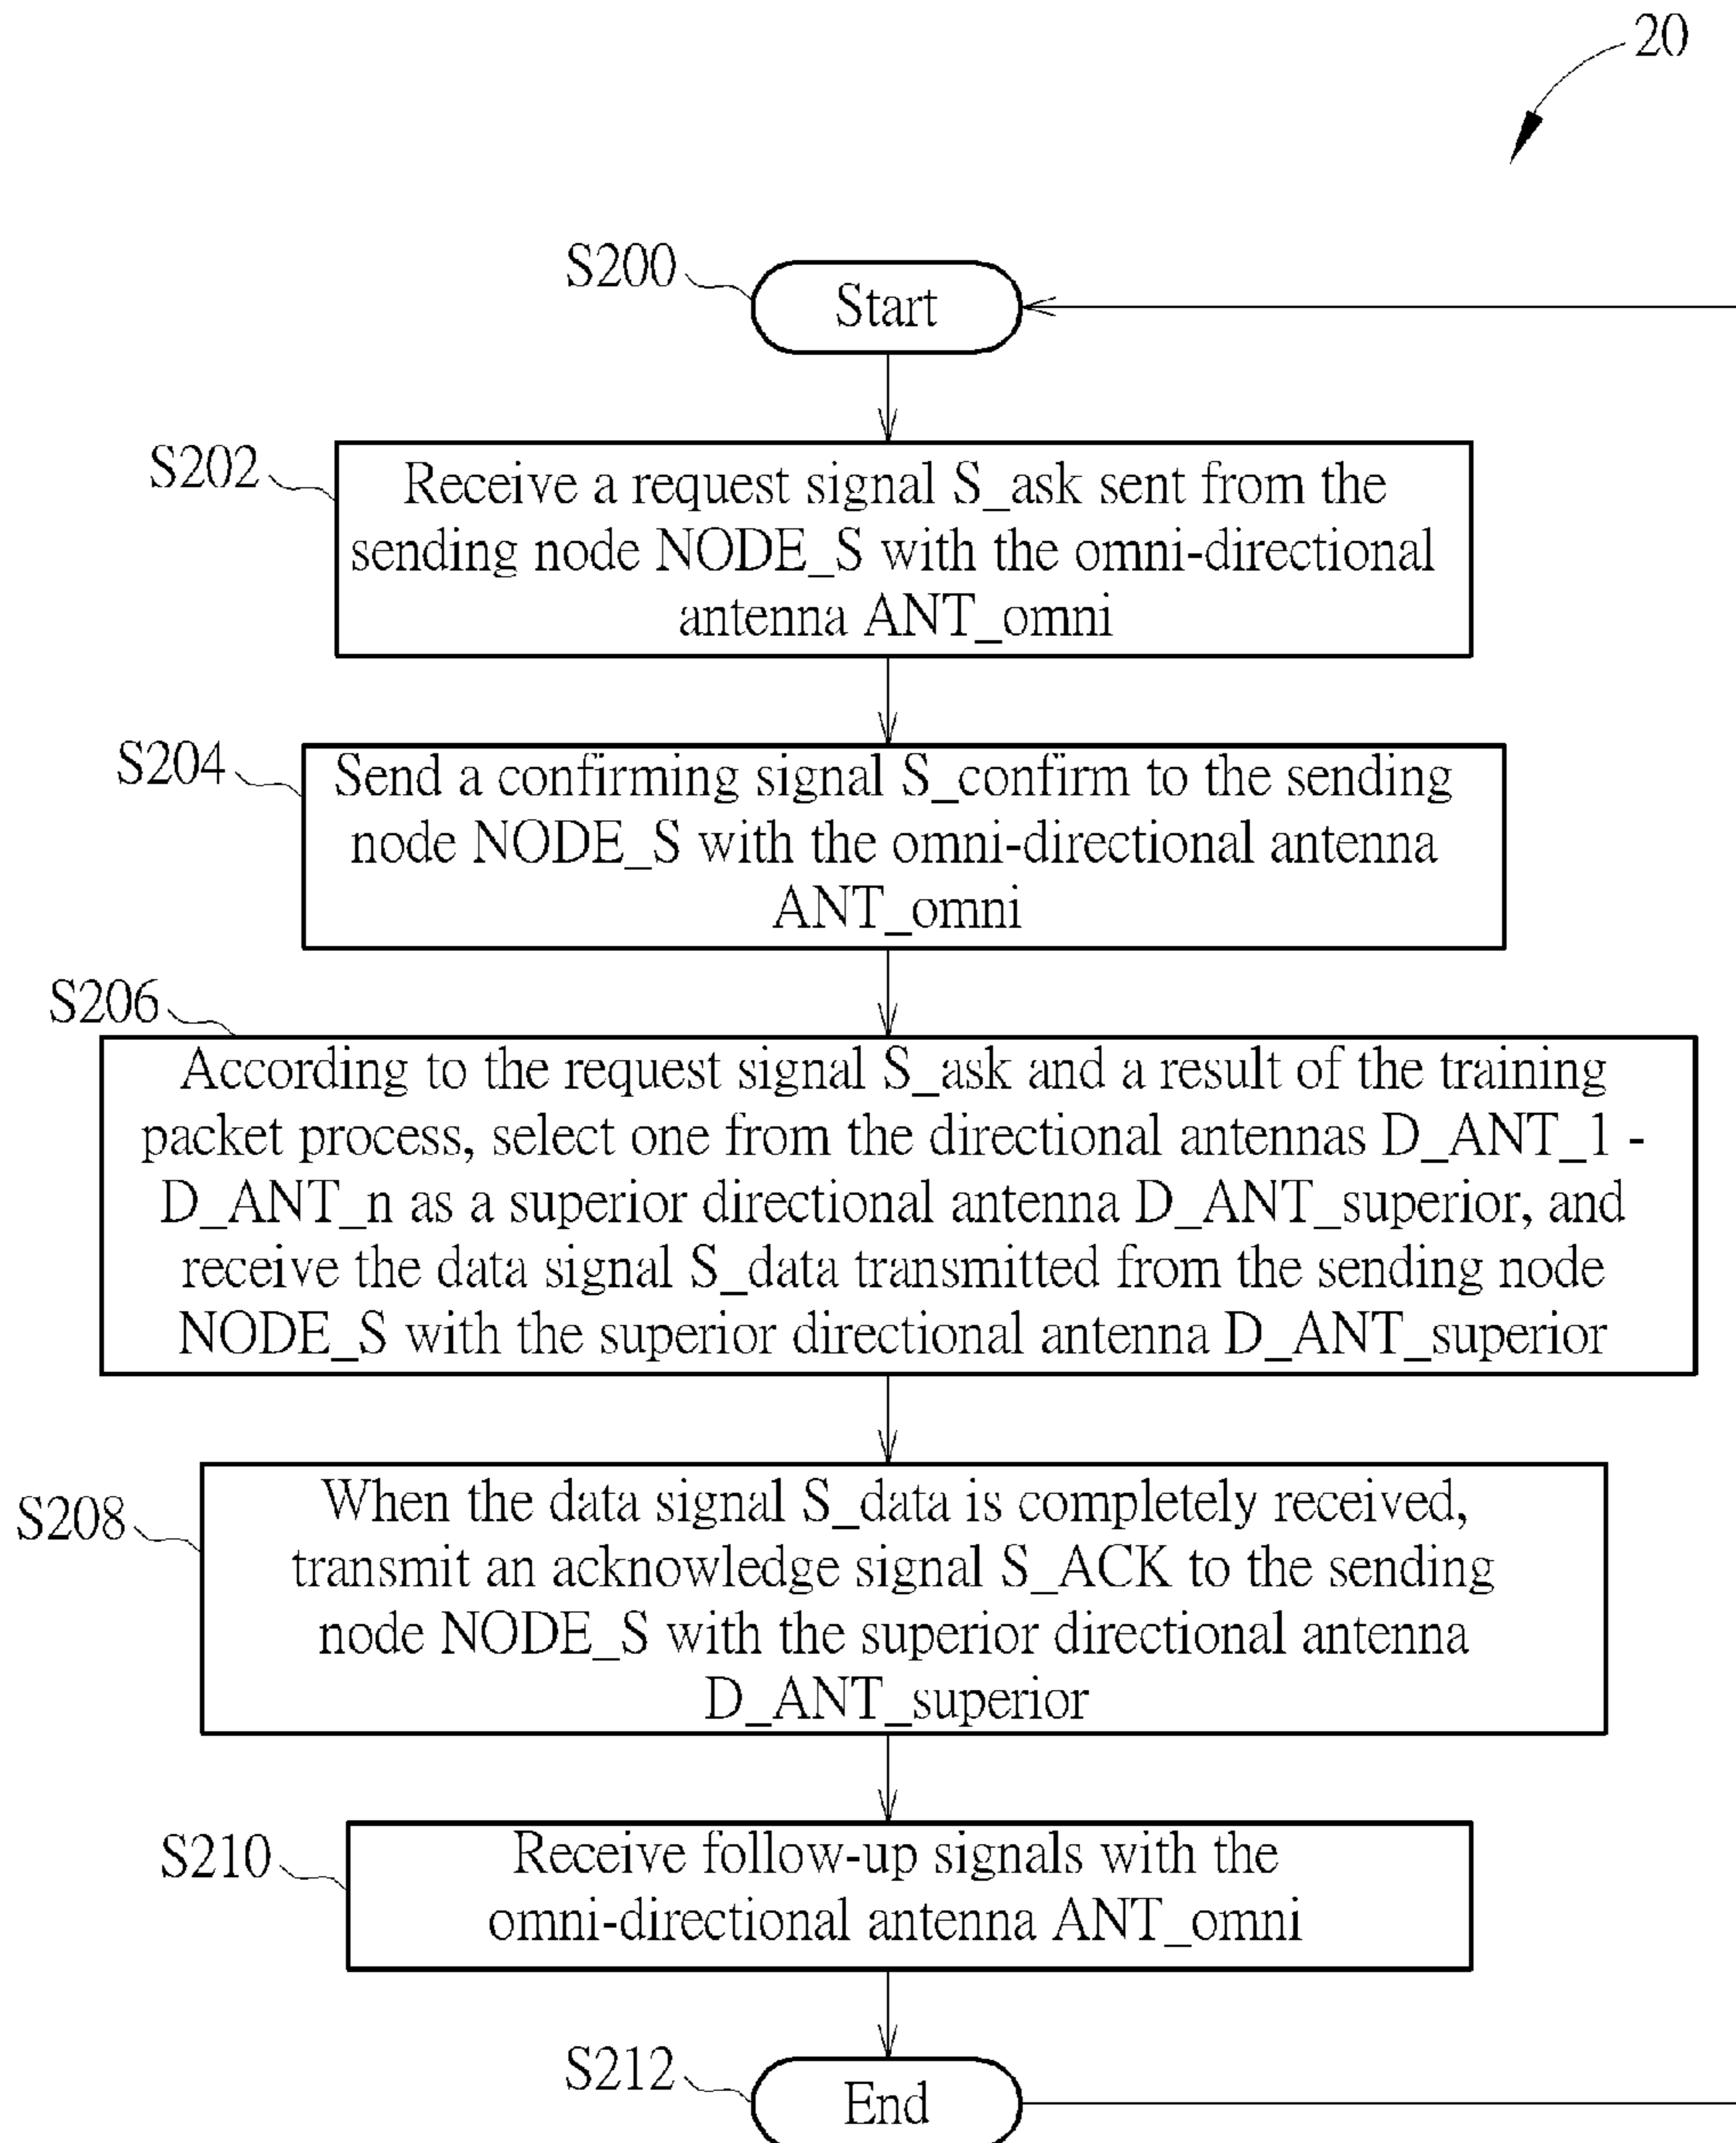 20
S200
Start
S202
Receive a request signal S_ask sent from the
sending node NODE_S with the omni-directional
antenna ANT_omni
S204
Send a confirming signal S_confirm to the sending
node NODE_S with the omni-directional antenna
ANT_omni
S206
According to the request signal S_ask and a result of the training
packet process, select one from the directional antennas D_ANT_1 -
D_ANT_n as a superior directional antenna D_ANT_superior, and
receive the data signal S_data transmitted from the sending node
NODE_S with the superior directional antenna D_ANT_superior
S208
When the data signal S_data is completely received,
transmit an acknowledge signal S_ACK to the sending
node NODE_S with the superior directional antenna
D_ANT_superior
S210
Receive follow-up signals with the
omni-directional antenna ANT_omni
S212
End